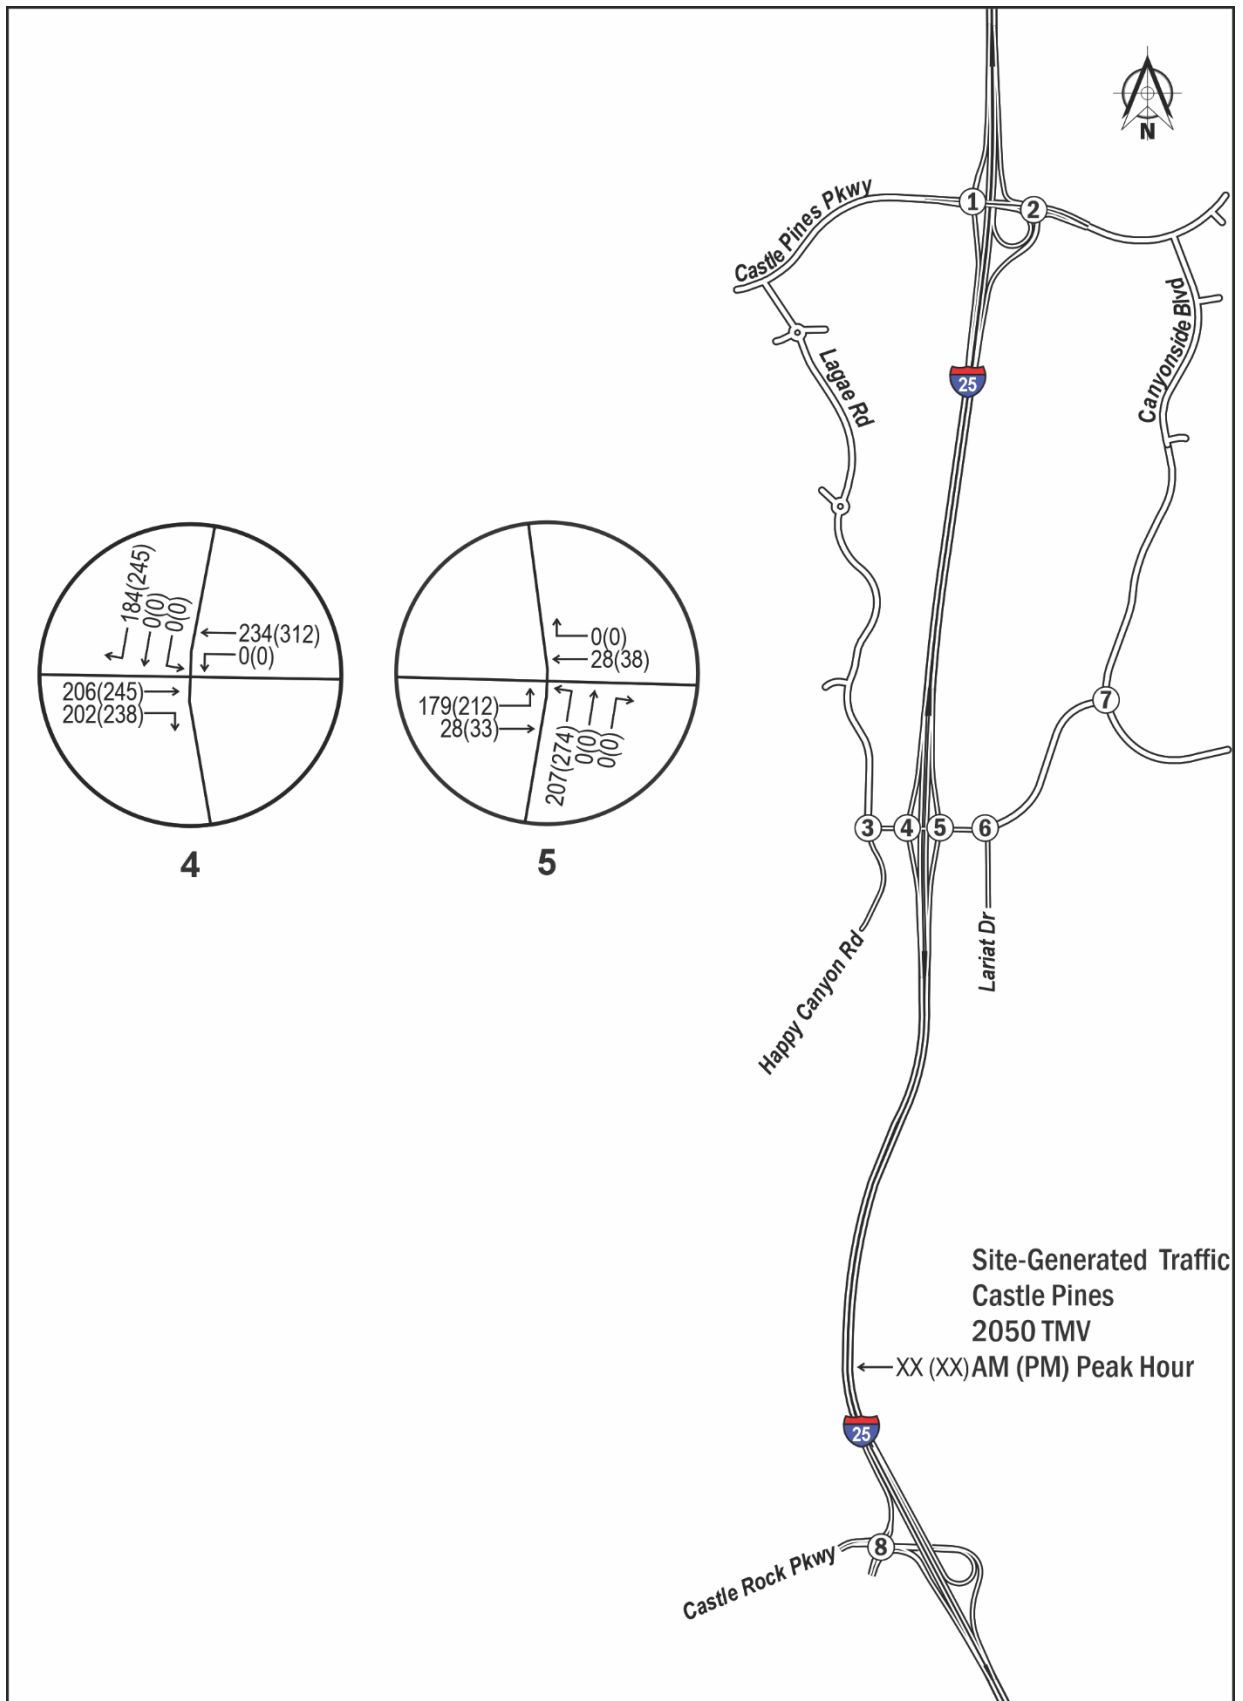 N
Castle Pines Pkwy
1
2
25
Lagae Rd
Canyonside Blvd
184(245)
0(0)
0(0)
234(312)
0(0)
206(245)
202(238)
4
0(0)
28(38)
179(212)
28(33)
207(274)
0(0)
0(0)
5
7
3
4
5
6
Happy Canyon Rd
Lariat Dr
Site-Generated Traffic
Castle Pines
2050 TMV
XX (XX) AM (PM) Peak Hour
25
8
Castle Rock Pkwy